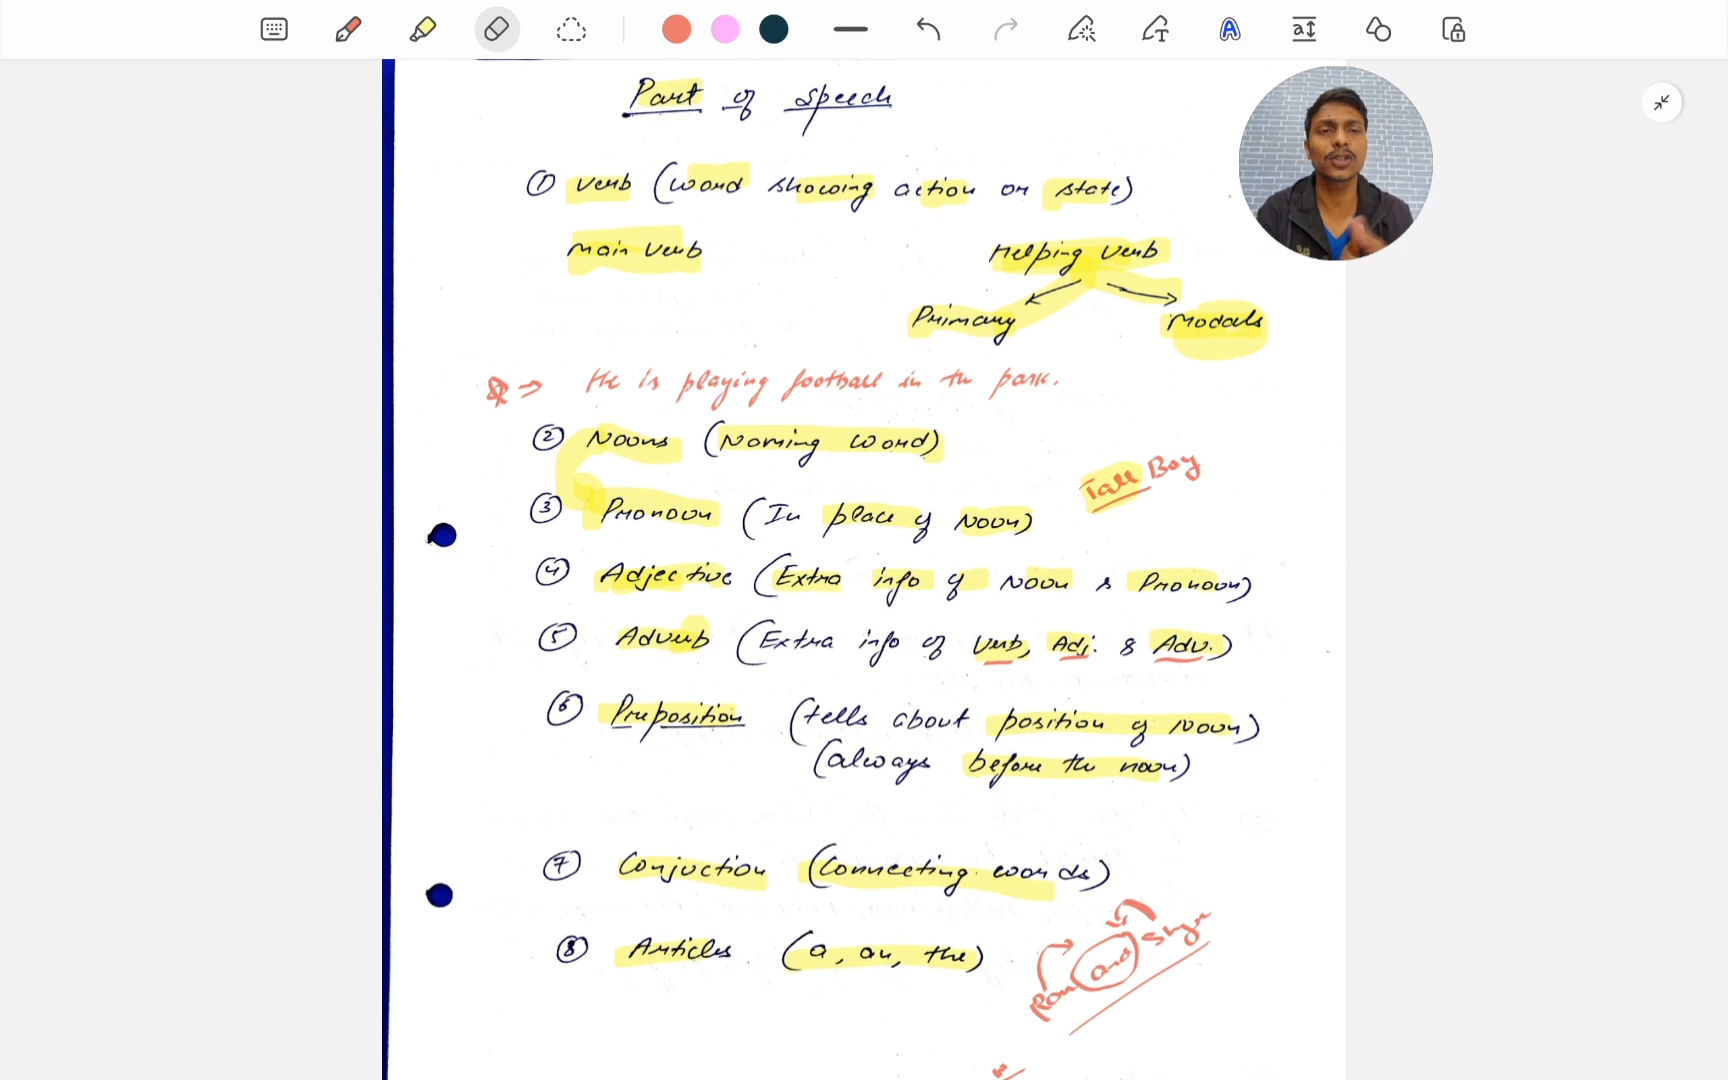 Part of speech
① Verb (word showing action or state)
Main Verb Helping Verb
Primary Modals
Q ⇒ He is playing football in the park.
② Nouns (Naming word)
Tall Boy
③ Pronoun (In place of Noun)
④ Adjective (Extra info of Noun & Pronoun)
⑤ Adverb (Extra info of Verb, Adj. & Adv.)
⑥ Preposition (tells about position of Noun)
(always before the noun)
⑦ Conjuction (Connecting words)
⑧ Articles (a, an, the)
Ram and